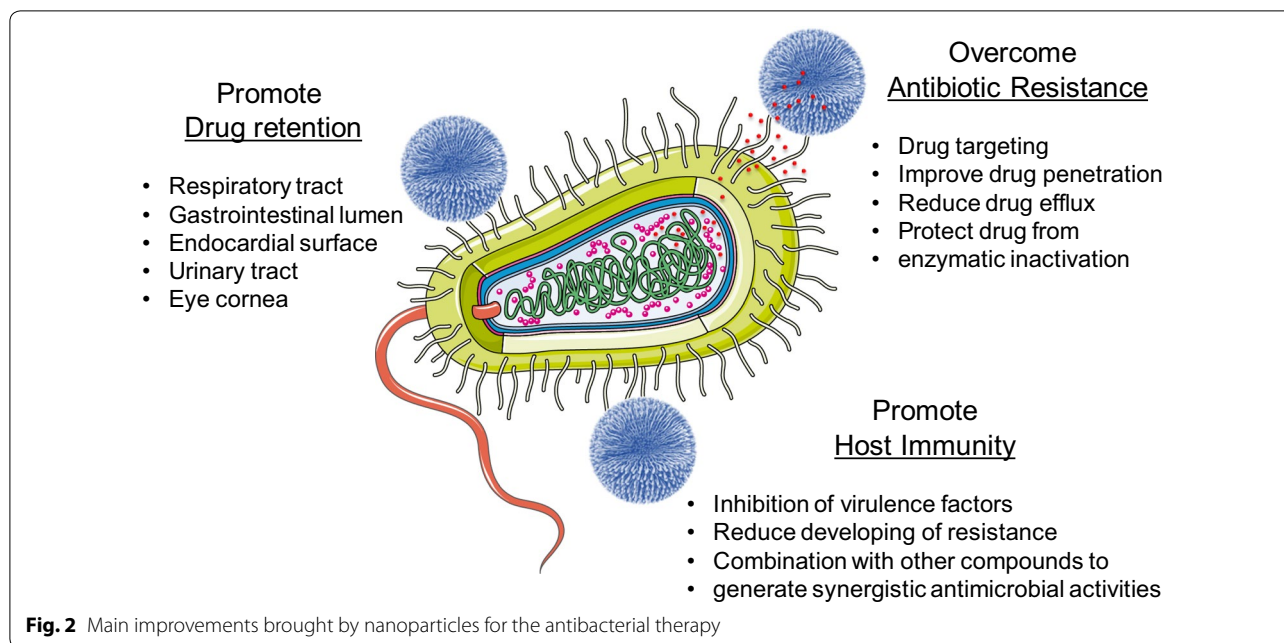 Promote
Drug retention
• Respiratory tract
• Gastrointestinal lumen
• Endocardial surface
• Urinary tract
• Eye cornea
Overcome
Antibiotic Resistance
• Drug targeting
• Improve drug penetration
• Reduce drug efflux
• Protect drug from
• enzymatic inactivation
Promote
Host Immunity
• Inhibition of virulence factors
• Reduce developing of resistance
• Combination with other compounds to
• generate synergistic antimicrobial activities
Fig. 2 Main improvements brought by nanoparticles for the antibacterial therapy